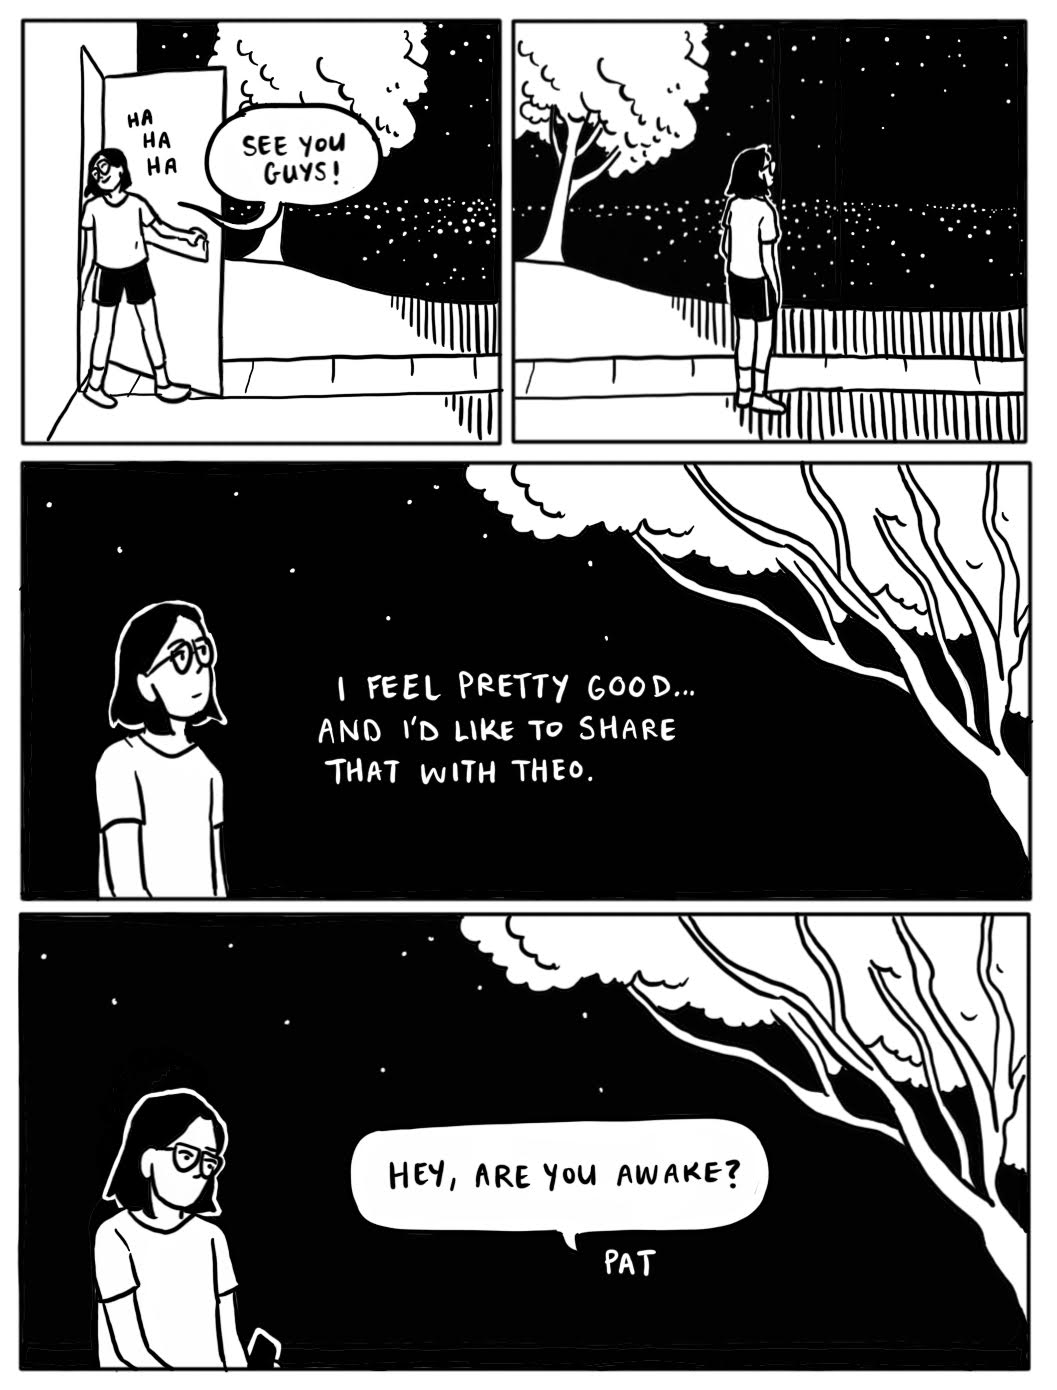 HA
HA
HA
SEE YOU
GUYS!
I FEEL PRETTY GOOD...
AND I'D LIKE TO SHARE
THAT WITH THEO.
HEY, ARE YOU AWAKE?
PAT